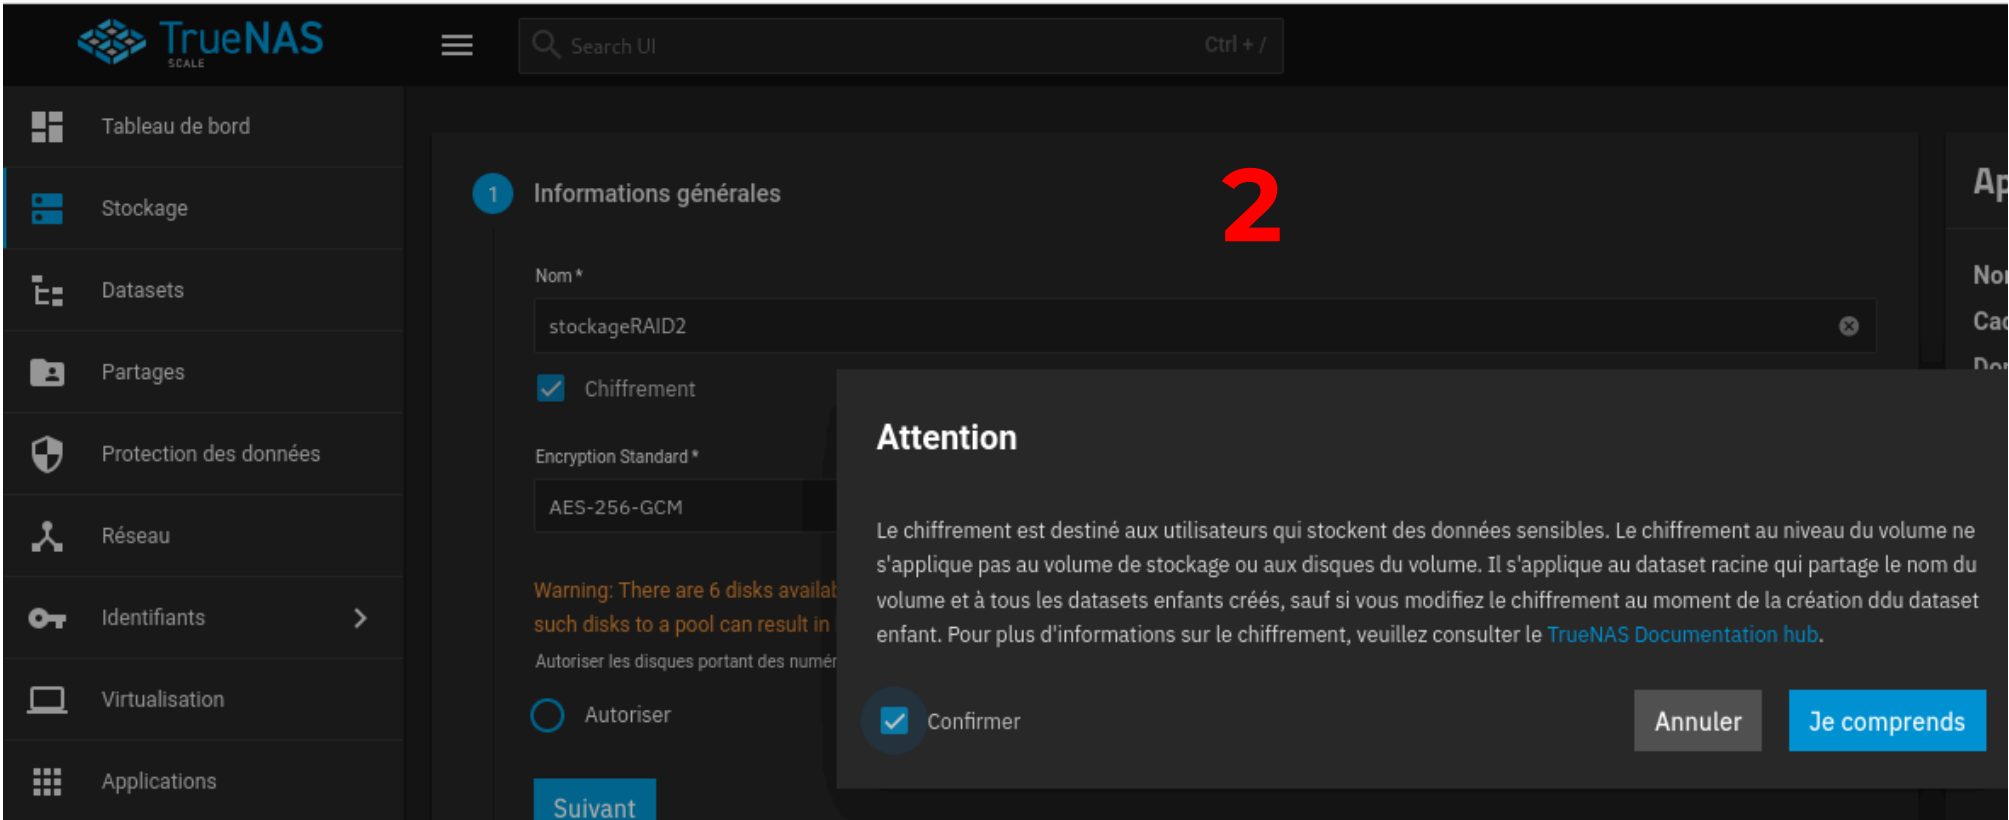 TrueNAS
SCALE
Search UI
Ctrl + /
Tableau de bord
Stockage
Datasets
Partages
Protection des données
Réseau
Identifiants
Virtualisation
Applications
1
Informations générales
2
Nom *
stockageRAID2
Chiffrement
Encryption Standard *
AES-256-GCM
Warning: There are 6 disks
such disks to a pool can result in
Autoriser les disques portant des
Autoriser
Suivant
Attention
Le chiffrement est destiné aux utilisateurs qui stockent des données sensibles. Le chiffrement au niveau du volume ne
s'applique pas au volume de stockage ou aux disques du volume. Il s'applique au dataset racine qui partage le nom du
volume et à tous les datasets enfants créés, sauf si vous modifiez le chiffrement au moment de la création ddu dataset
enfant. Pour plus d'informations sur le chiffrement, veuillez consulter le TrueNAS Documentation hub.
Confirmer
Annuler
Je comprends